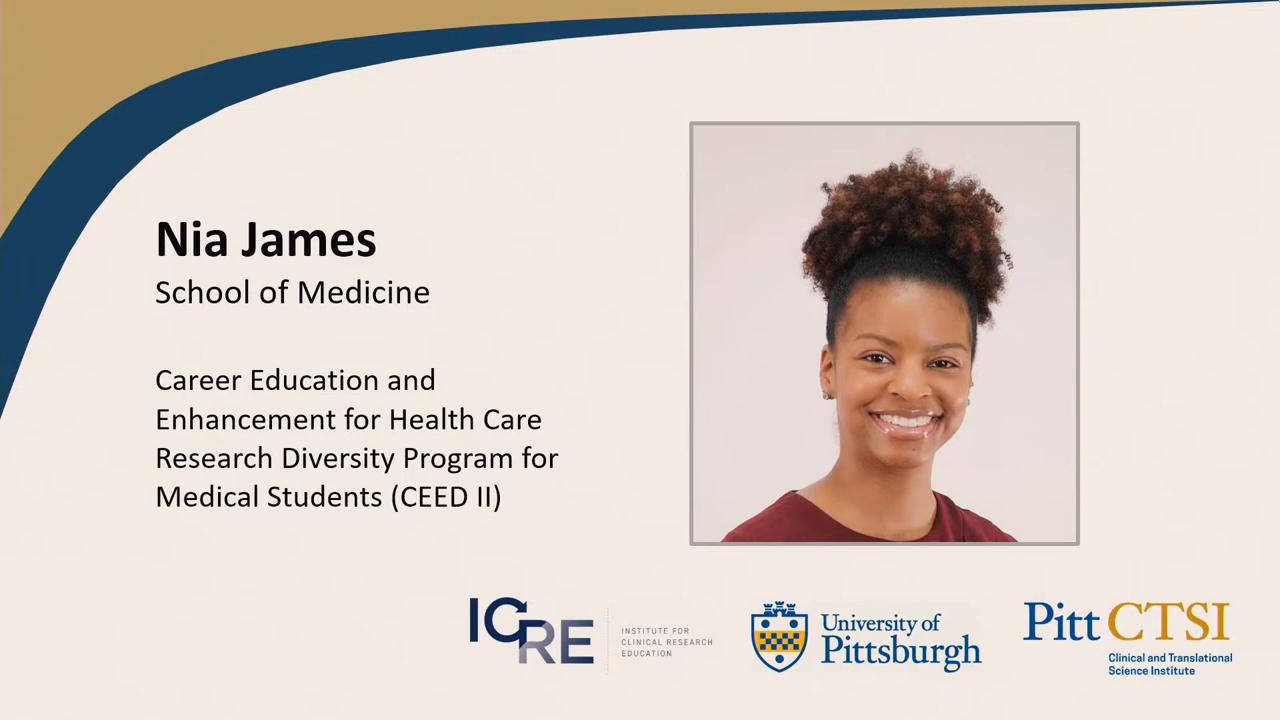 Nia James
School of Medicine
Career Education and
Enhancement for Health Care
Research Diversity Program for
Medical Students (CEED II)
ICRE
INSTITUTE FOR
CLINICAL RESEARCH
EDUCATION
University of
Pittsburgh
Pitt CTSI
Clinical and Translational
Science Institute